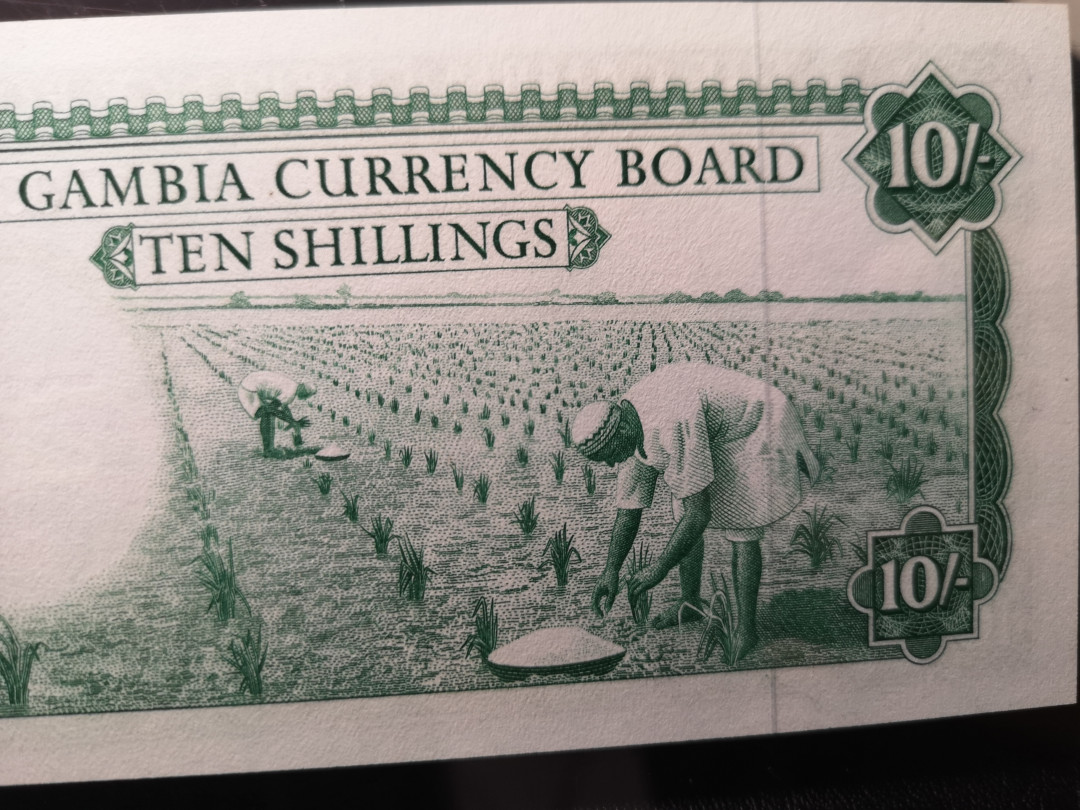 GAMBIA CURRENCY BOARD
10/-
TEN SHILLINGS
10/-